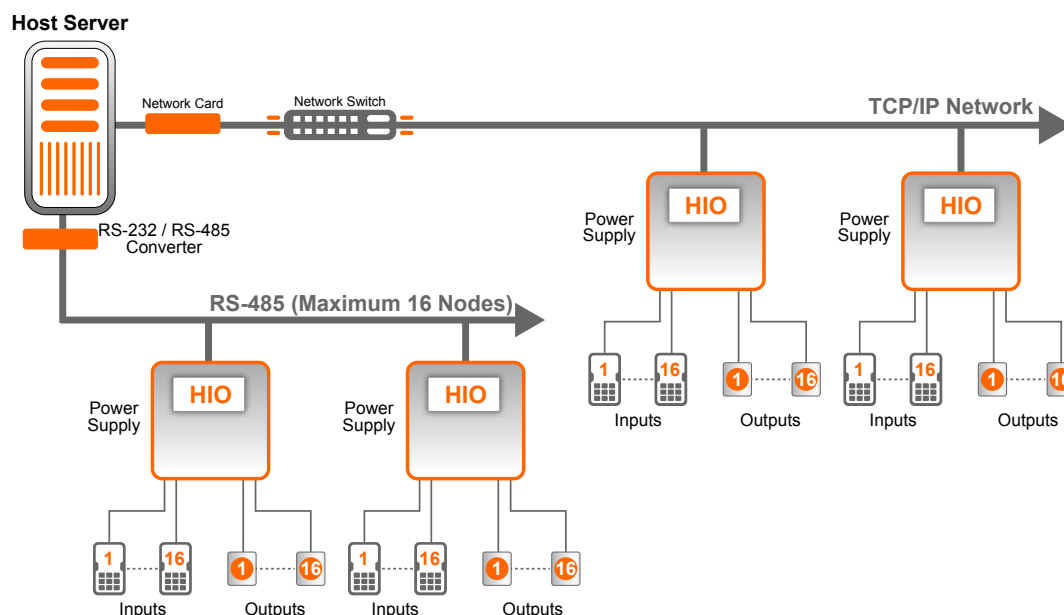 Host Server
Network Card
Network Switch
TCP/IP Network
HIO
Power
Supply
HIO
Power
Supply
RS-232 / RS-485
Converter
RS-485 (Maximum 16 Nodes)
1 16 1 16
Inputs Outputs
1 16 1 16
Inputs Outputs
HIO
Power
Supply
HIO
Power
Supply
1 16 1 16
Inputs Outputs
1 16 1 16
Inputs Outputs